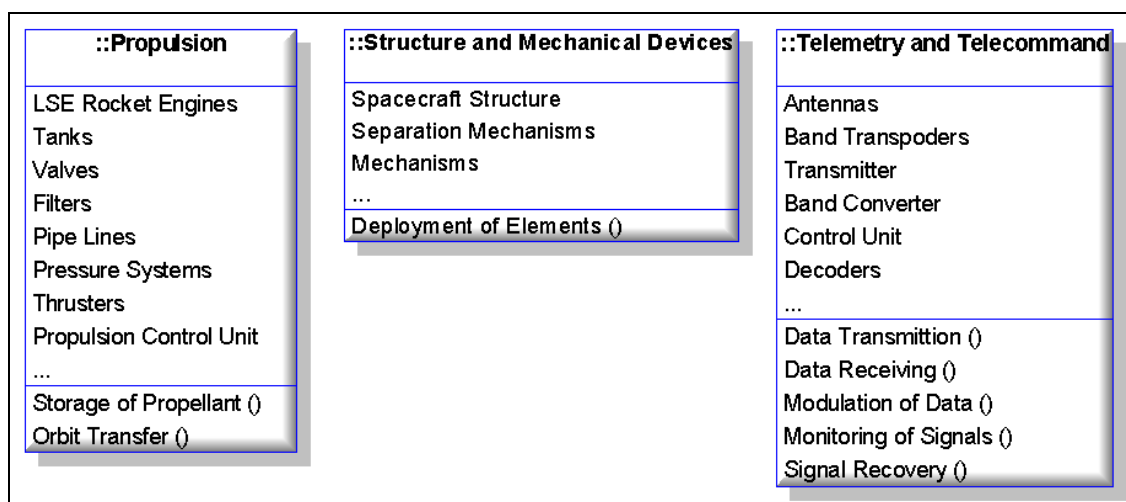 ::Propulsion
LSE Rocket Engines
Tanks
Valves
Filters
Pipe Lines
Pressure Systems
Thrusters
Propulsion Control Unit
...
Storage of Propellant ()
Orbit Transfer ()
::Structure and Mechanical Devices
Spacecraft Structure
Separation Mechanisms
Mechanisms
...
Deployment of Elements ()
::Telemetry and Telecommand
Antennas
Band Transpoders
Transmitter
Band Converter
Control Unit
Decoders
...
Data Transmittion ()
Data Receiving ()
Modulation of Data ()
Monitoring of Signals ()
Signal Recovery ()